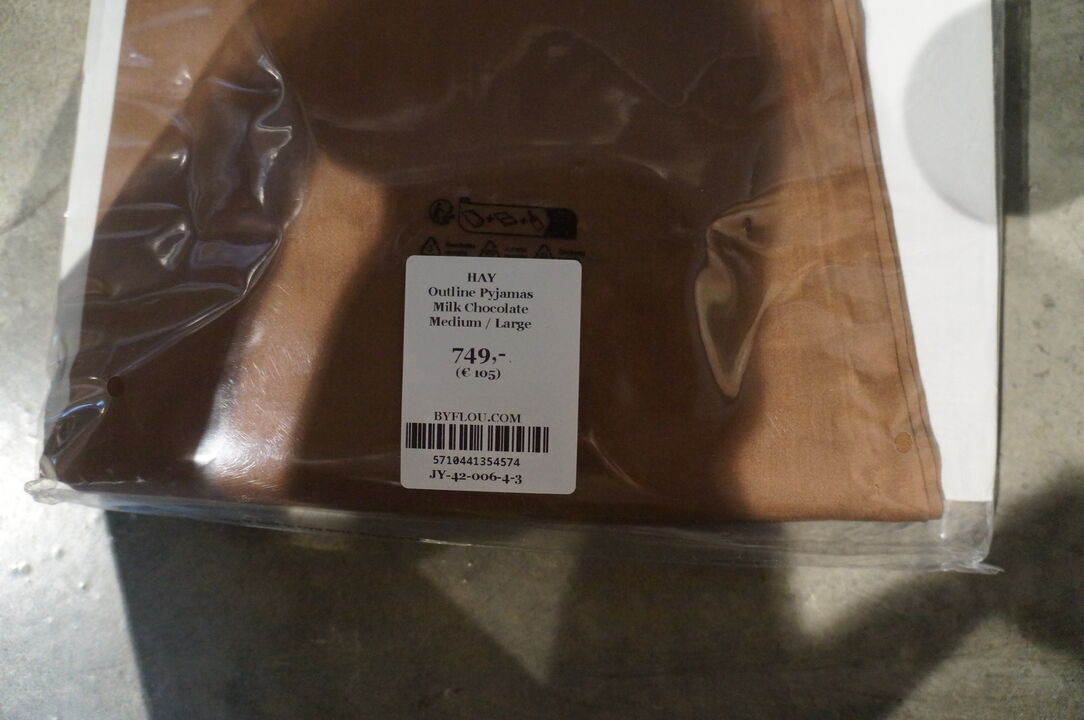 HAY
Outline Pyjamas
Milk Chocolate
Medium / Large
749,-
(€ 105)
BYFLOU.COM
5710441354574
JY-42-006-4-3